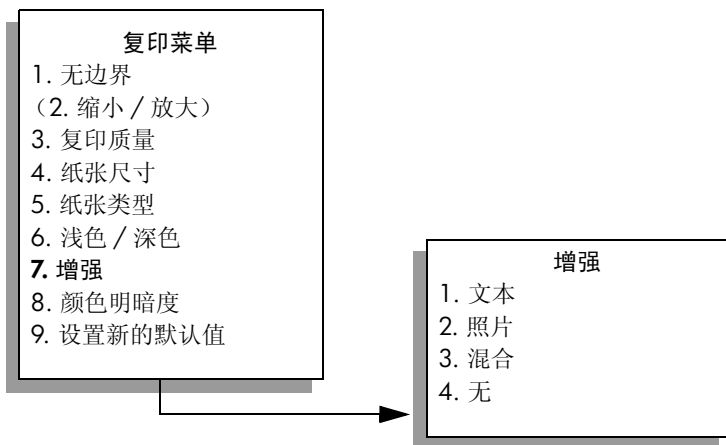 复印菜单
1. 无边界
（2. 缩小 / 放大）
3. 复印质量
4. 纸张尺寸
5. 纸张类型
6. 浅色 / 深色
7. 增强
8. 颜色明暗度
9. 设置新的默认值
增强
1. 文本
2. 照片
3. 混合
4. 无